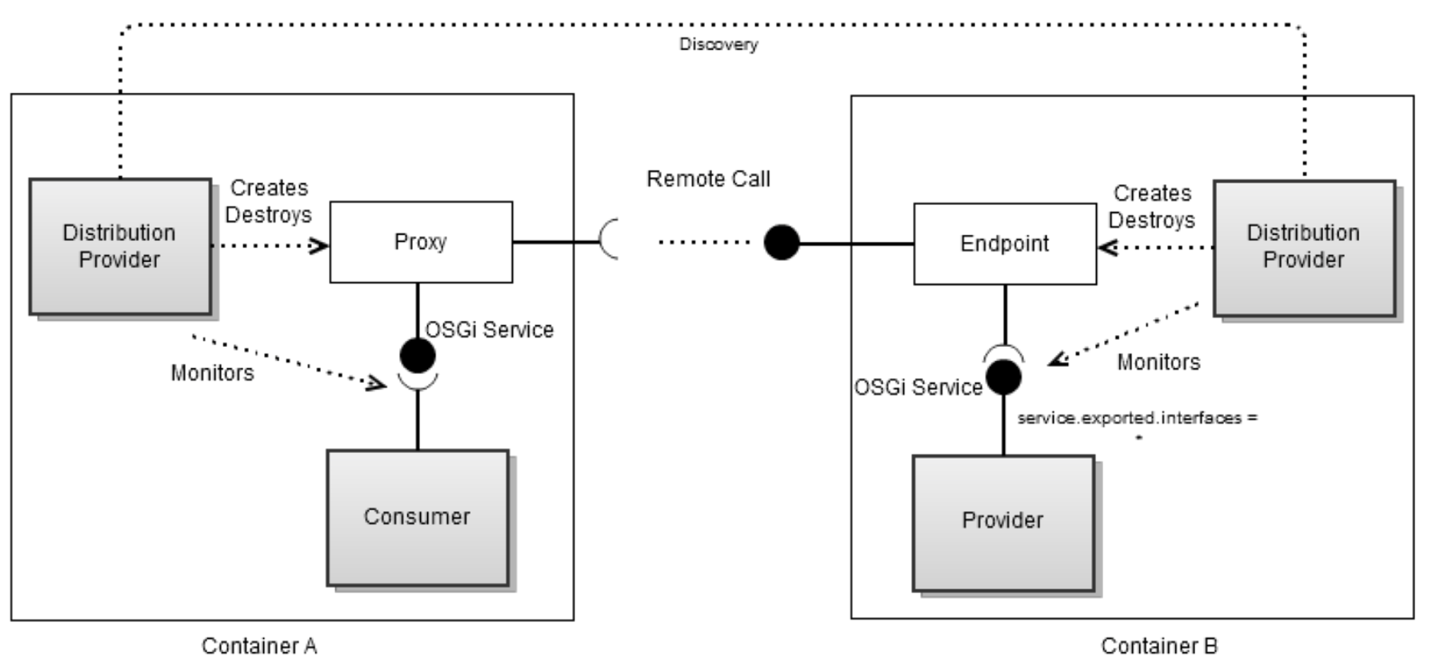 Discovery
Remote Call
Creates
Destroys
Distribution
Provider
Proxy
OSGi Service
Monitors
Consumer
Container A
Creates
Destroys
Endpoint
Distribution
Provider
Monitors
OSGi Service
service.exported.interfaces =
*
Provider
Container B